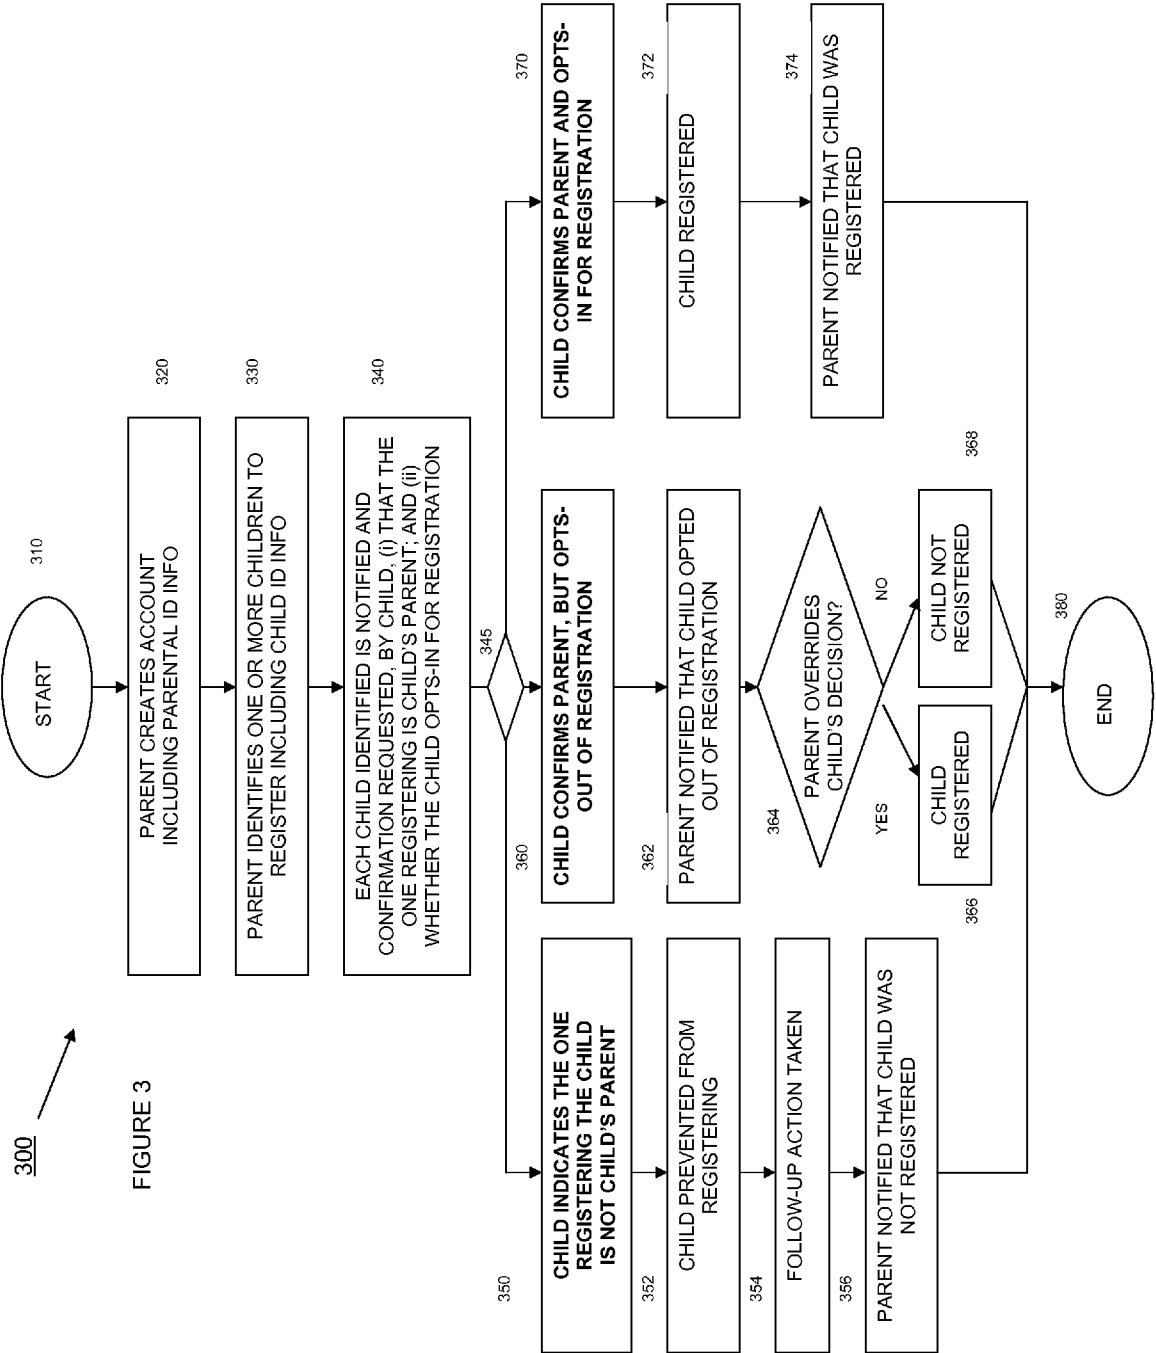 300
FIGURE 3
START
310
PARENT CREATES ACCOUNT
INCLUDING PARENTAL ID INFO
320
PARENT IDENTIFIES ONE OR MORE CHILDREN TO
REGISTER INCLUDING CHILD ID INFO
330
EACH CHILD IDENTIFIED IS NOTIFIED AND
CONFIRMATION REQUESTED, BY CHILD, (i) THAT THE
ONE REGISTERING IS CHILD'S PARENT; AND (ii)
WHETHER THE CHILD OPTS-IN FOR REGISTRATION
340
345
350
CHILD INDICATES THE ONE
REGISTERING THE CHILD
IS NOT CHILD'S PARENT
352
CHILD PREVENTED FROM
REGISTERING
354
FOLLOW-UP ACTION TAKEN
356
PARENT NOTIFIED THAT CHILD WAS
NOT REGISTERED
360
CHILD CONFIRMS PARENT, BUT OPTS-
OUT OF REGISTRATION
362
PARENT NOTIFIED THAT CHILD OPTED
OUT OF REGISTRATION
364
PARENT OVERRIDES
CHILD'S DECISION?
YES
NO
366
CHILD
REGISTERED
CHILD NOT
REGISTERED
368
370
CHILD CONFIRMS PARENT AND OPTS-
IN FOR REGISTRATION
372
CHILD REGISTERED
374
PARENT NOTIFIED THAT CHILD WAS
REGISTERED
380
END